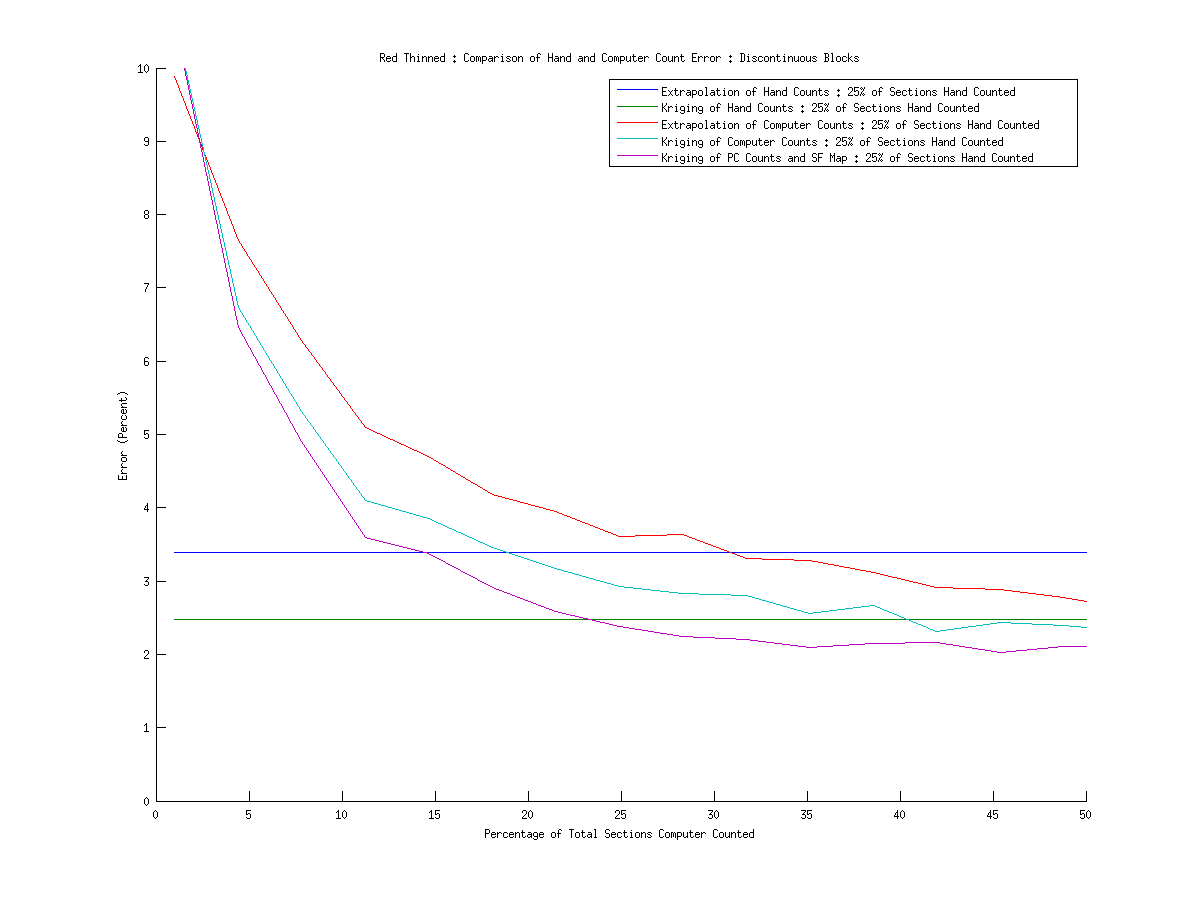 Red Thinned : Comparison of Hand and Computer Count Error : Discontinuous Blocks
Extrapolation of Hand Counts : 25% of Sections Hand Counted
Kriging of Hand Counts : 25% of Sections Hand Counted
Extrapolation of Computer Counts : 25% of Sections Hand Counted
Kriging of Computer Counts : 25% of Sections Hand Counted
Kriging of PC Counts and SF Map : 25% of Sections Hand Counted
10
9
8
7
6
5
4
3
2
1
0
Error (Percent)
0 5 10 15 20 25 30 35 40 45 50
Percentage of Total Sections Computer Counted